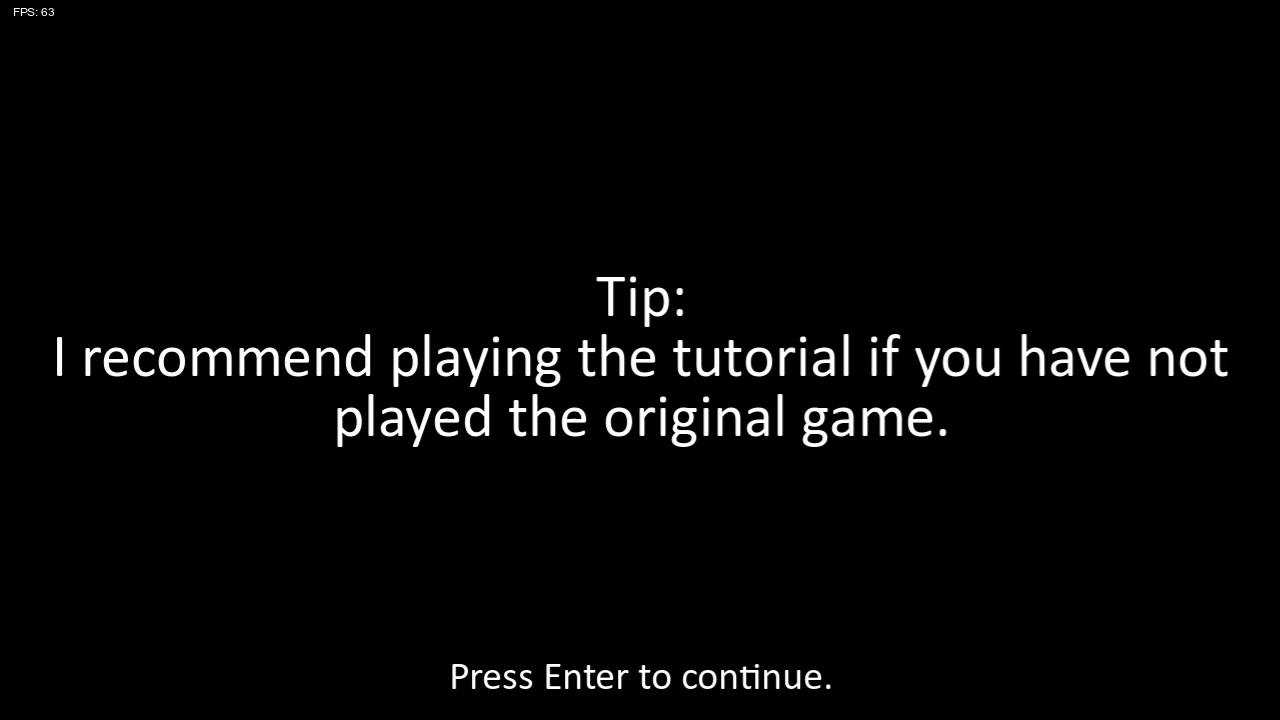 FPS: 63
Tip:
I recommend playing the tutorial if you have not
played the original game.
Press Enter to continue.